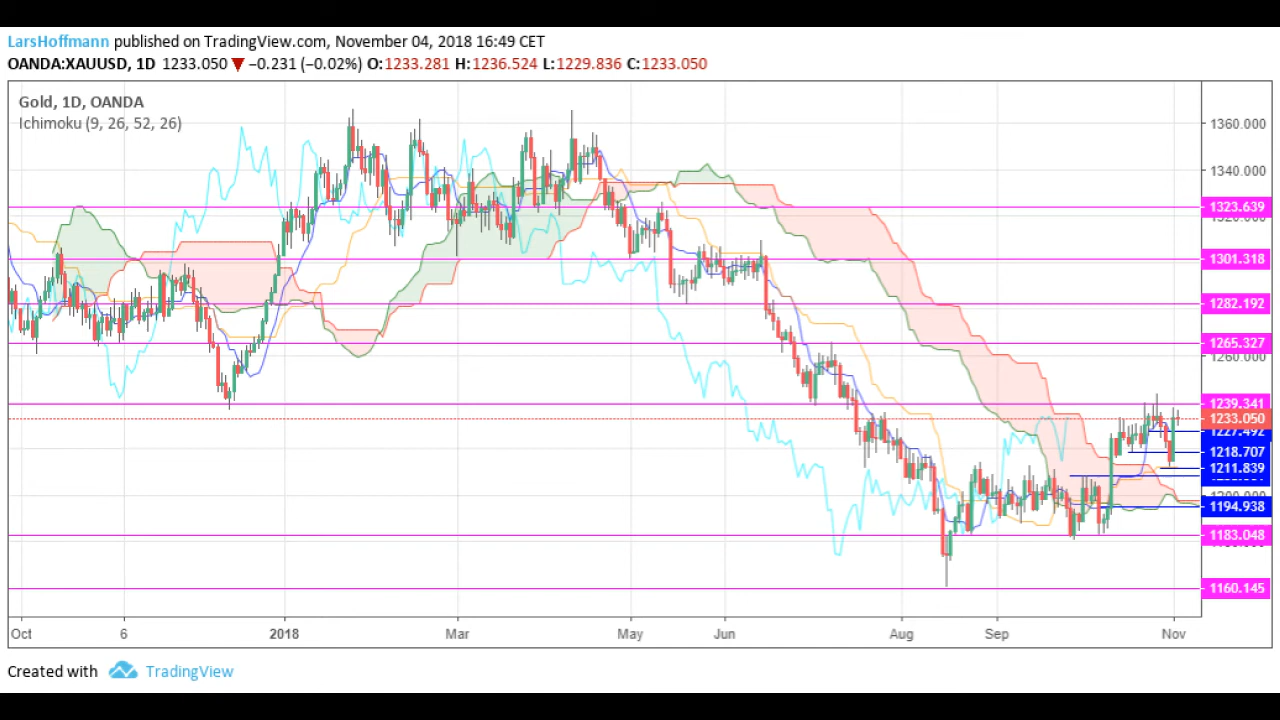 LarsHoffmann published on TradingView.com, November 04, 2018 16:49 CET
OANDA:XAUUSD, 1D 1233.050 ▼ −0.231 (−0.02%) O:1233.281 H:1236.524 L:1229.836 C:1233.050
Gold, 1D, OANDA
Ichimoku (9, 26, 52, 26)
1360.000
1340.000
1323.639
1301.318
1282.192
1265.327
1260.000
1239.341
1233.050
1227.492
1218.707
1211.839
1200.000
1194.938
1183.048
1160.145
Oct 6 2018 Mar May Jun Aug Sep Nov
Created with TradingView